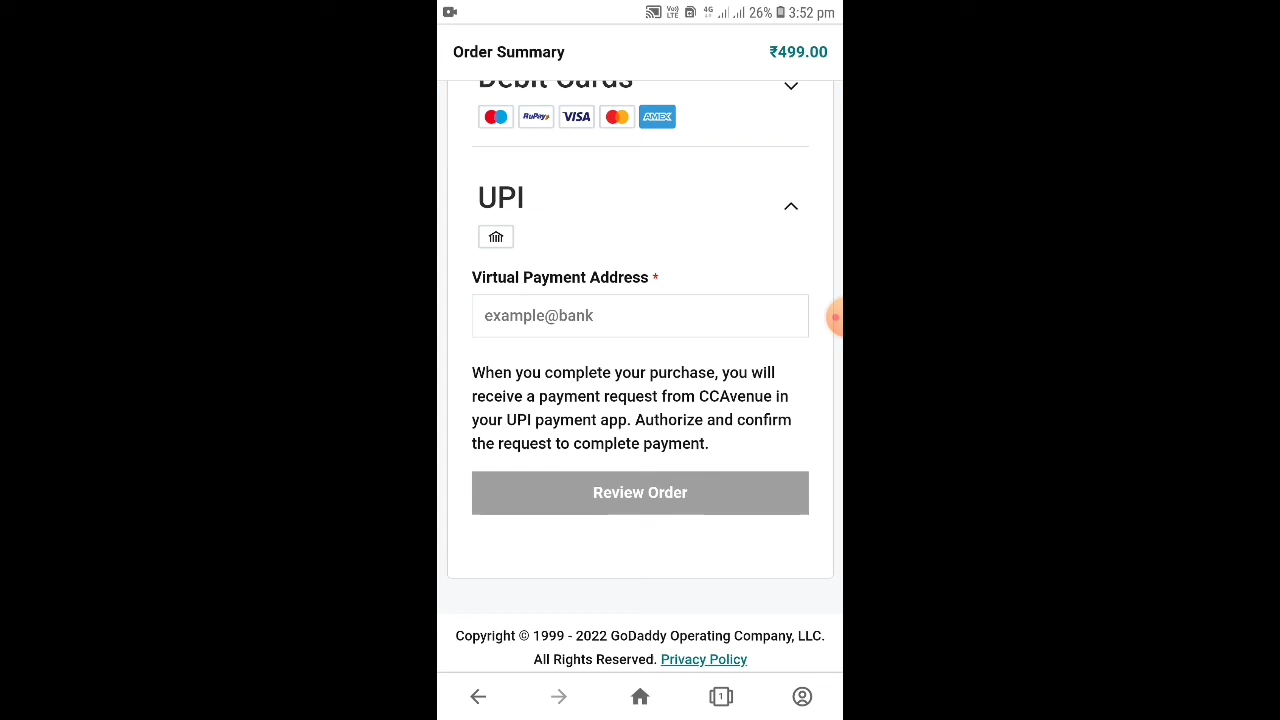 4G 26% 3:52 pm
Order Summary ₹499.00
Debit Cards
RuPay VISA AMEX
UPI
Virtual Payment Address *
example@bank
When you complete your purchase, you will
receive a payment request from CCAvenue in
your UPI payment app. Authorize and confirm
the request to complete payment.
Review Order
Copyright © 1999 - 2022 GoDaddy Operating Company, LLC.
All Rights Reserved. Privacy Policy
1